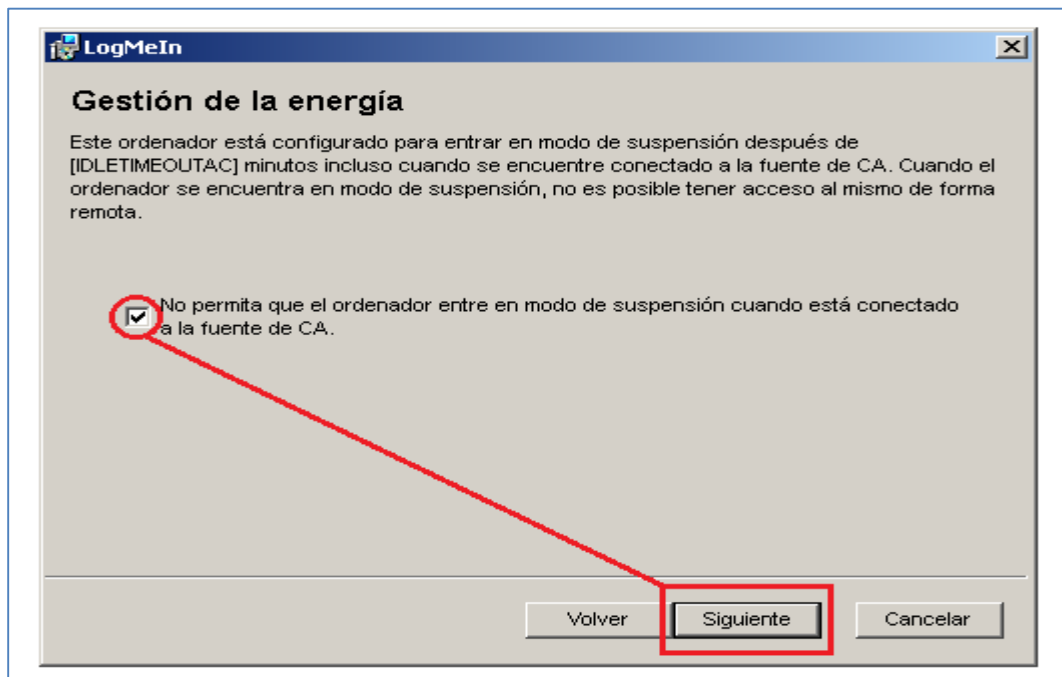 LogMeIn
Gestión de la energía
Este ordenador está configurado para entrar en modo de suspensión después de
[IDLETIMEOUTAC] minutos incluso cuando se encuentre conectado a la fuente de CA. Cuando el
ordenador se encuentra en modo de suspensión, no es posible tener acceso al mismo de forma
remota.
No permita que el ordenador entre en modo de suspensión cuando está conectado
a la fuente de CA.
Volver Siguiente Cancelar